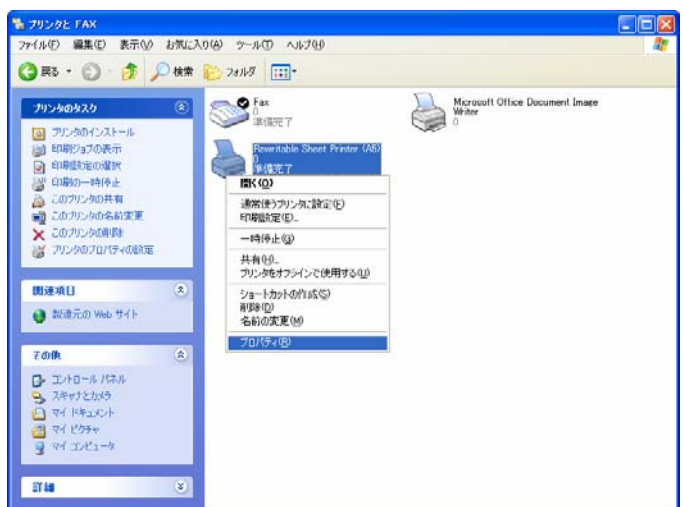 プリンタと FAX
ファイル(F) 編集(E) 表示(V) お気に入り(A) ツール(T) ヘルプ(H)
戻る 検索 フォルダ
プリンタのタスク
プリンタのインストール
印刷ジョブの表示
印刷設定の選択
印刷の一時停止
このプリンタの共有
このプリンタの名前変更
このプリンタの削除
プリンタのプロパティの設定
関連項目
製造元の Web サイト
その他
コントロール パネル
スキャナとカメラ
マイ ドキュメント
マイ ピクチャ
マイ コンピュータ
詳細
Fax
0
準備完了
Microsoft Office Document Image
Writer
0
Rewritable Sheet Printer (A5)
0
準備完了
開く(O)
通常使うプリンタに設定(F)
印刷設定(E)...
一時停止(G)
共有(H)...
プリンタをオフラインで使用する(U)
ショートカットの作成(S)
削除(D)
名前の変更(M)
プロパティ(R)